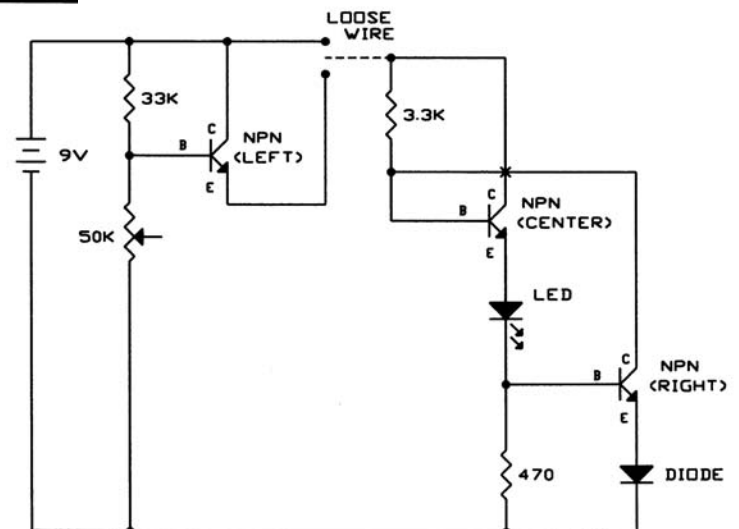 LOOSE
WIRE
33K
3.3K
C
B
NPN
(LEFT)
9V
E
C
NPN
(CENTER)
B
50K
E
LED
C
NPN
(RIGHT)
B
E
470
DIODE